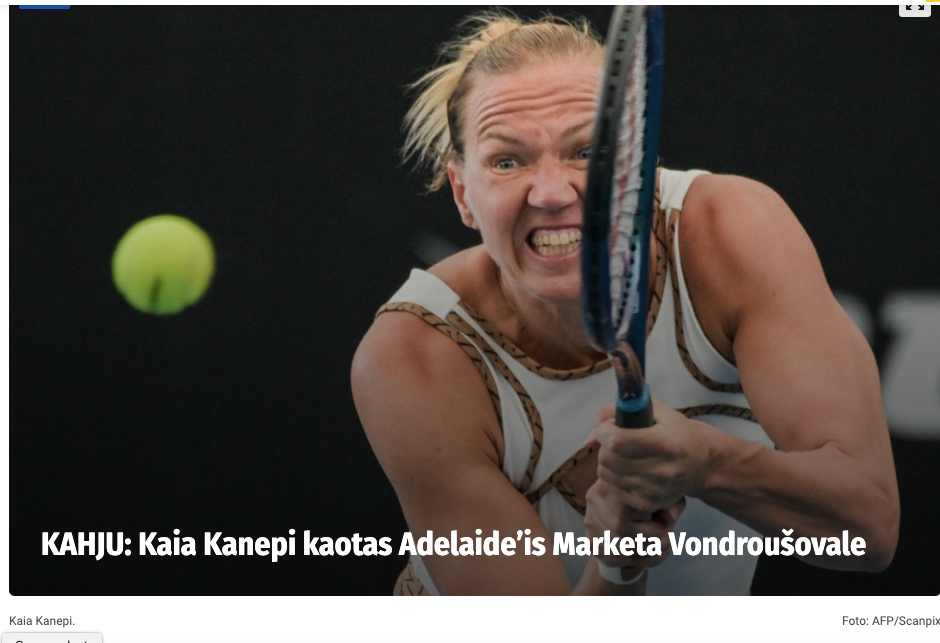 KAHJU: Kaia Kanepi kaotas Adelaide’is Marketa Vondroušovale
Kaia Kanepi.
Foto: AFP/Scanpix